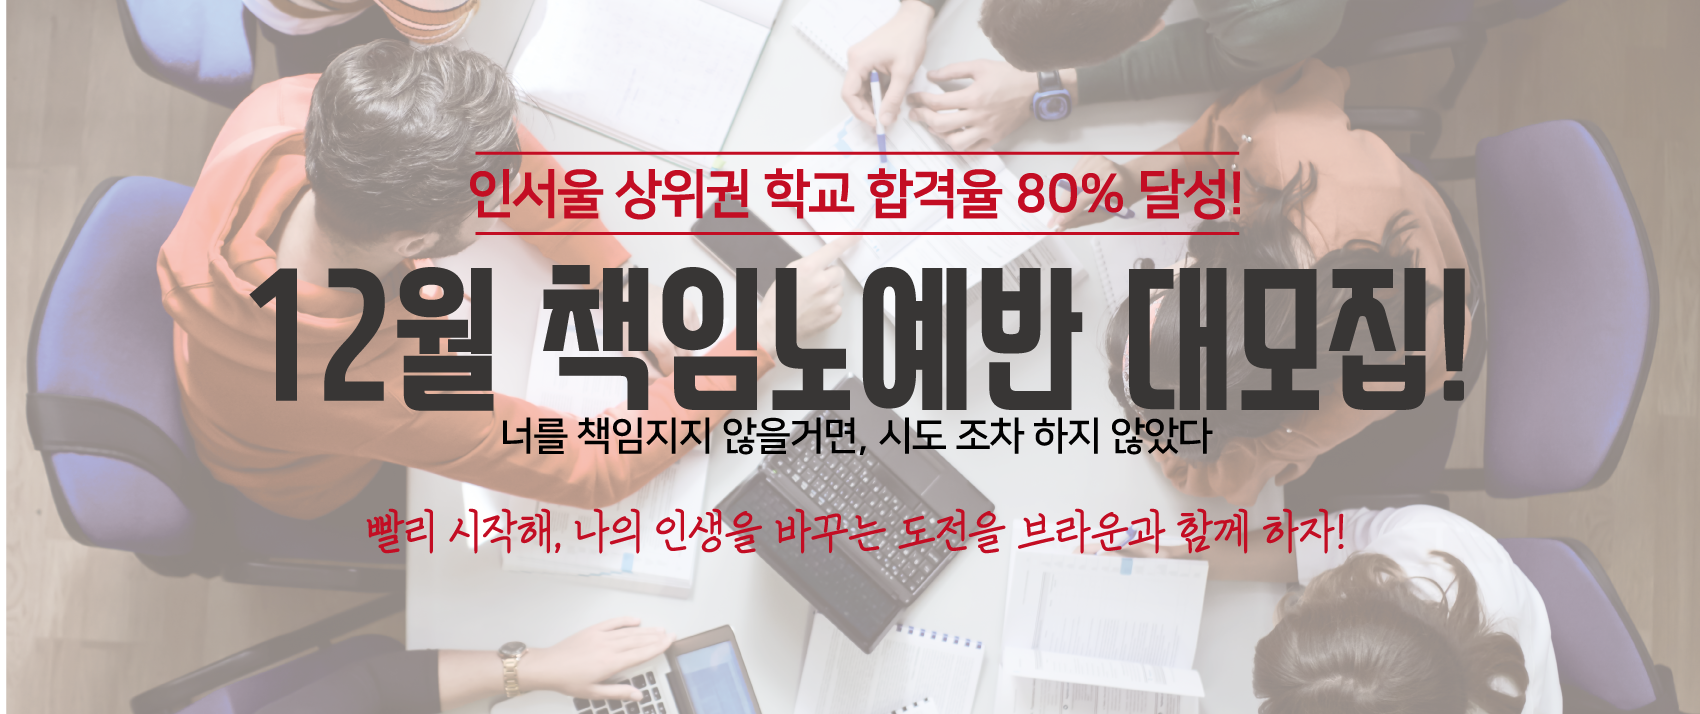 인서울 상위권 학교 합격율 80% 달성!
12월 책임노예반 대모집!
너를 책임지지 않을거면, 시도 조차 하지 않았다
빨리 시작해, 나의 인생을 바꾸는 도전을 브라운과 함께 하자!